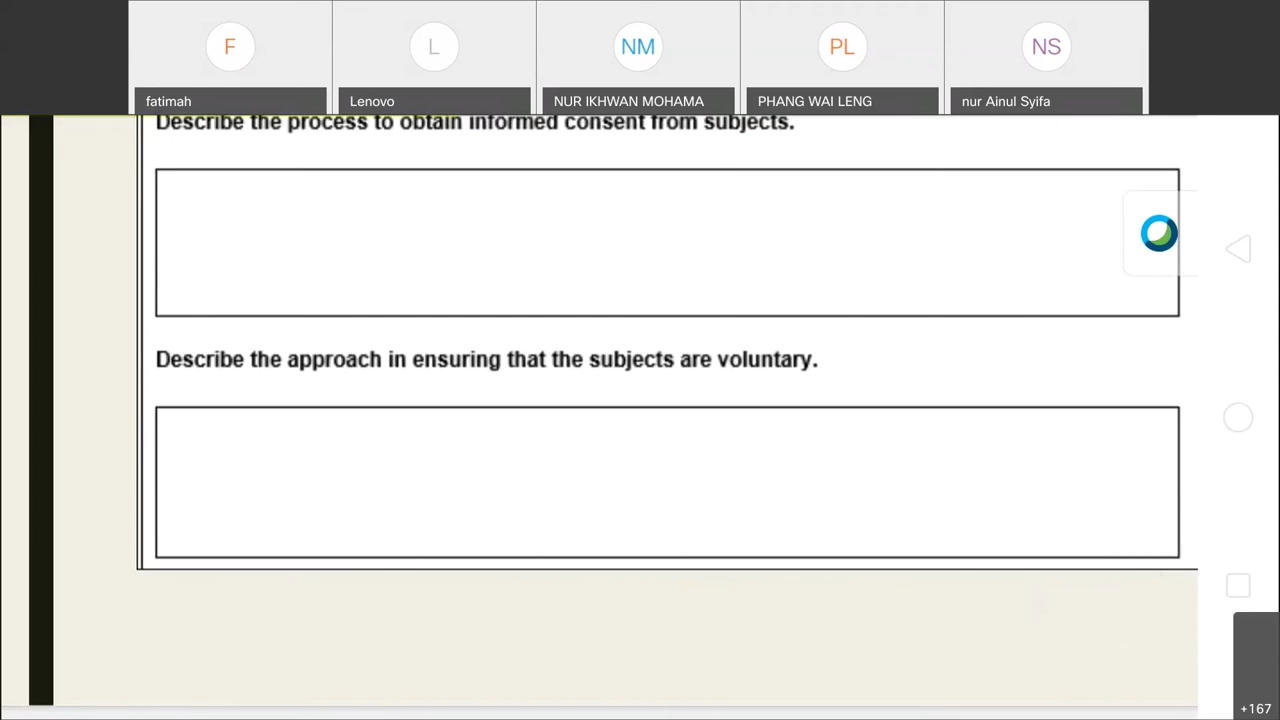 F
L
NM
PL
NS
fatimah
Lenovo
NUR IKHWAN MOHAMA
PHANG WAI LENG
nur Ainul Syifa
Describe the process to obtain informed consent from subjects.
Describe the approach in ensuring that the subjects are voluntary.
+167